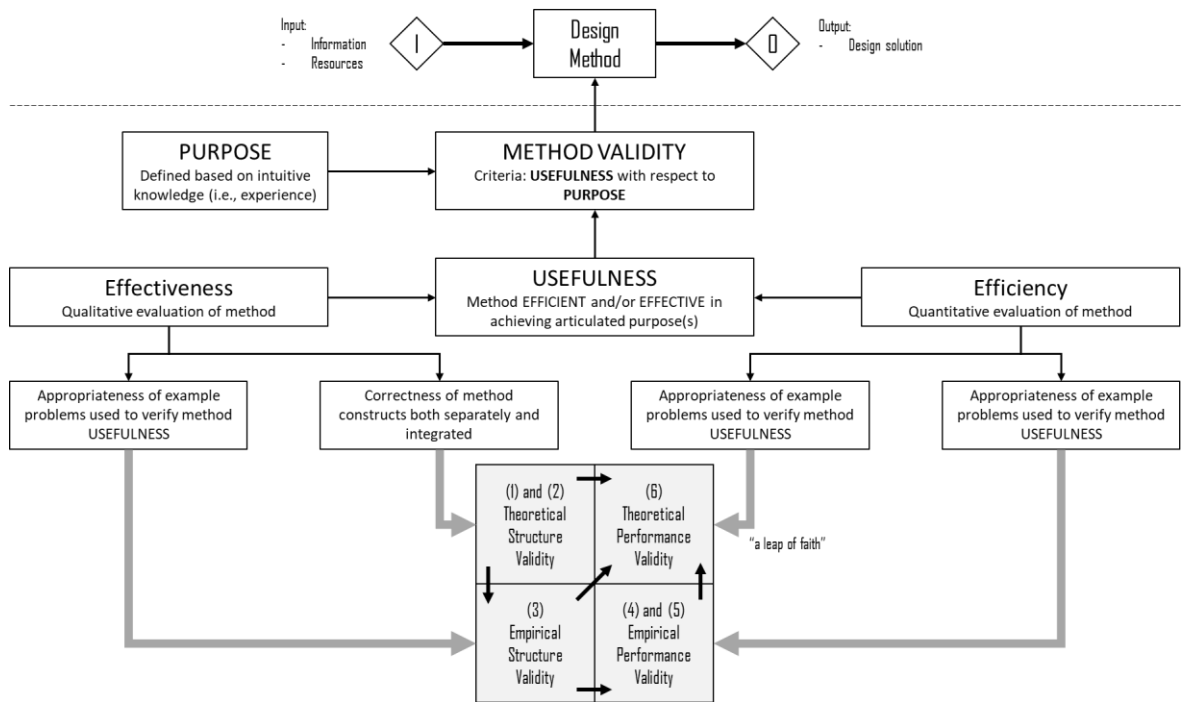 Input:
- Information
- Resources
I
Design
Method
O
Output:
- Design solution
PURPOSE
Defined based on intuitive
knowledge (i.e., experience)
METHOD VALIDITY
Criteria: USEFULNESS with respect to
PURPOSE
Effectiveness
Qualitative evaluation of method
USEFULNESS
Method EFFICIENT and/or EFFECTIVE in
achieving articulated purpose(s)
Efficiency
Quantitative evaluation of method
Appropriateness of example
problems used to verify method
USEFULNESS
Correctness of method
constructs both separately and
integrated
Appropriateness of example
problems used to verify method
USEFULNESS
Appropriateness of example
problems used to verify method
USEFULNESS
(1) and (2)
Theoretical
Structure
Validity
(6)
Theoretical
Performance
Validity
"a leap of faith"
(3)
Empirical
Structure
Validity
(4) and (5)
Empirical
Performance
Validity